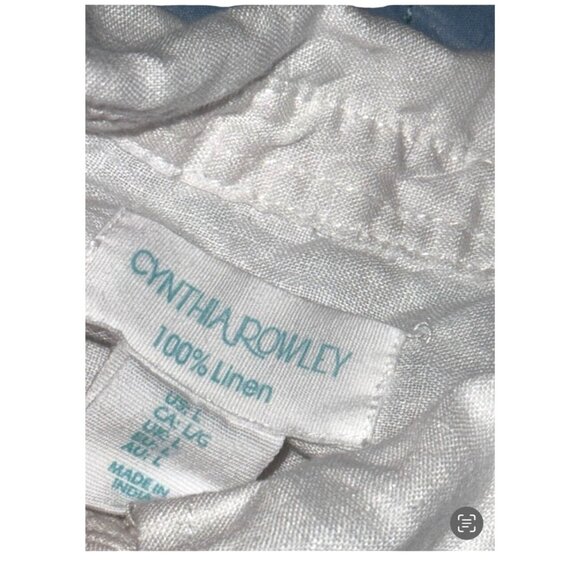 CYNTHIA ROWLEY
100% Linen
US: L
CA: L/G
UK: L
EU: L
AU: L
MADE IN
INDIA